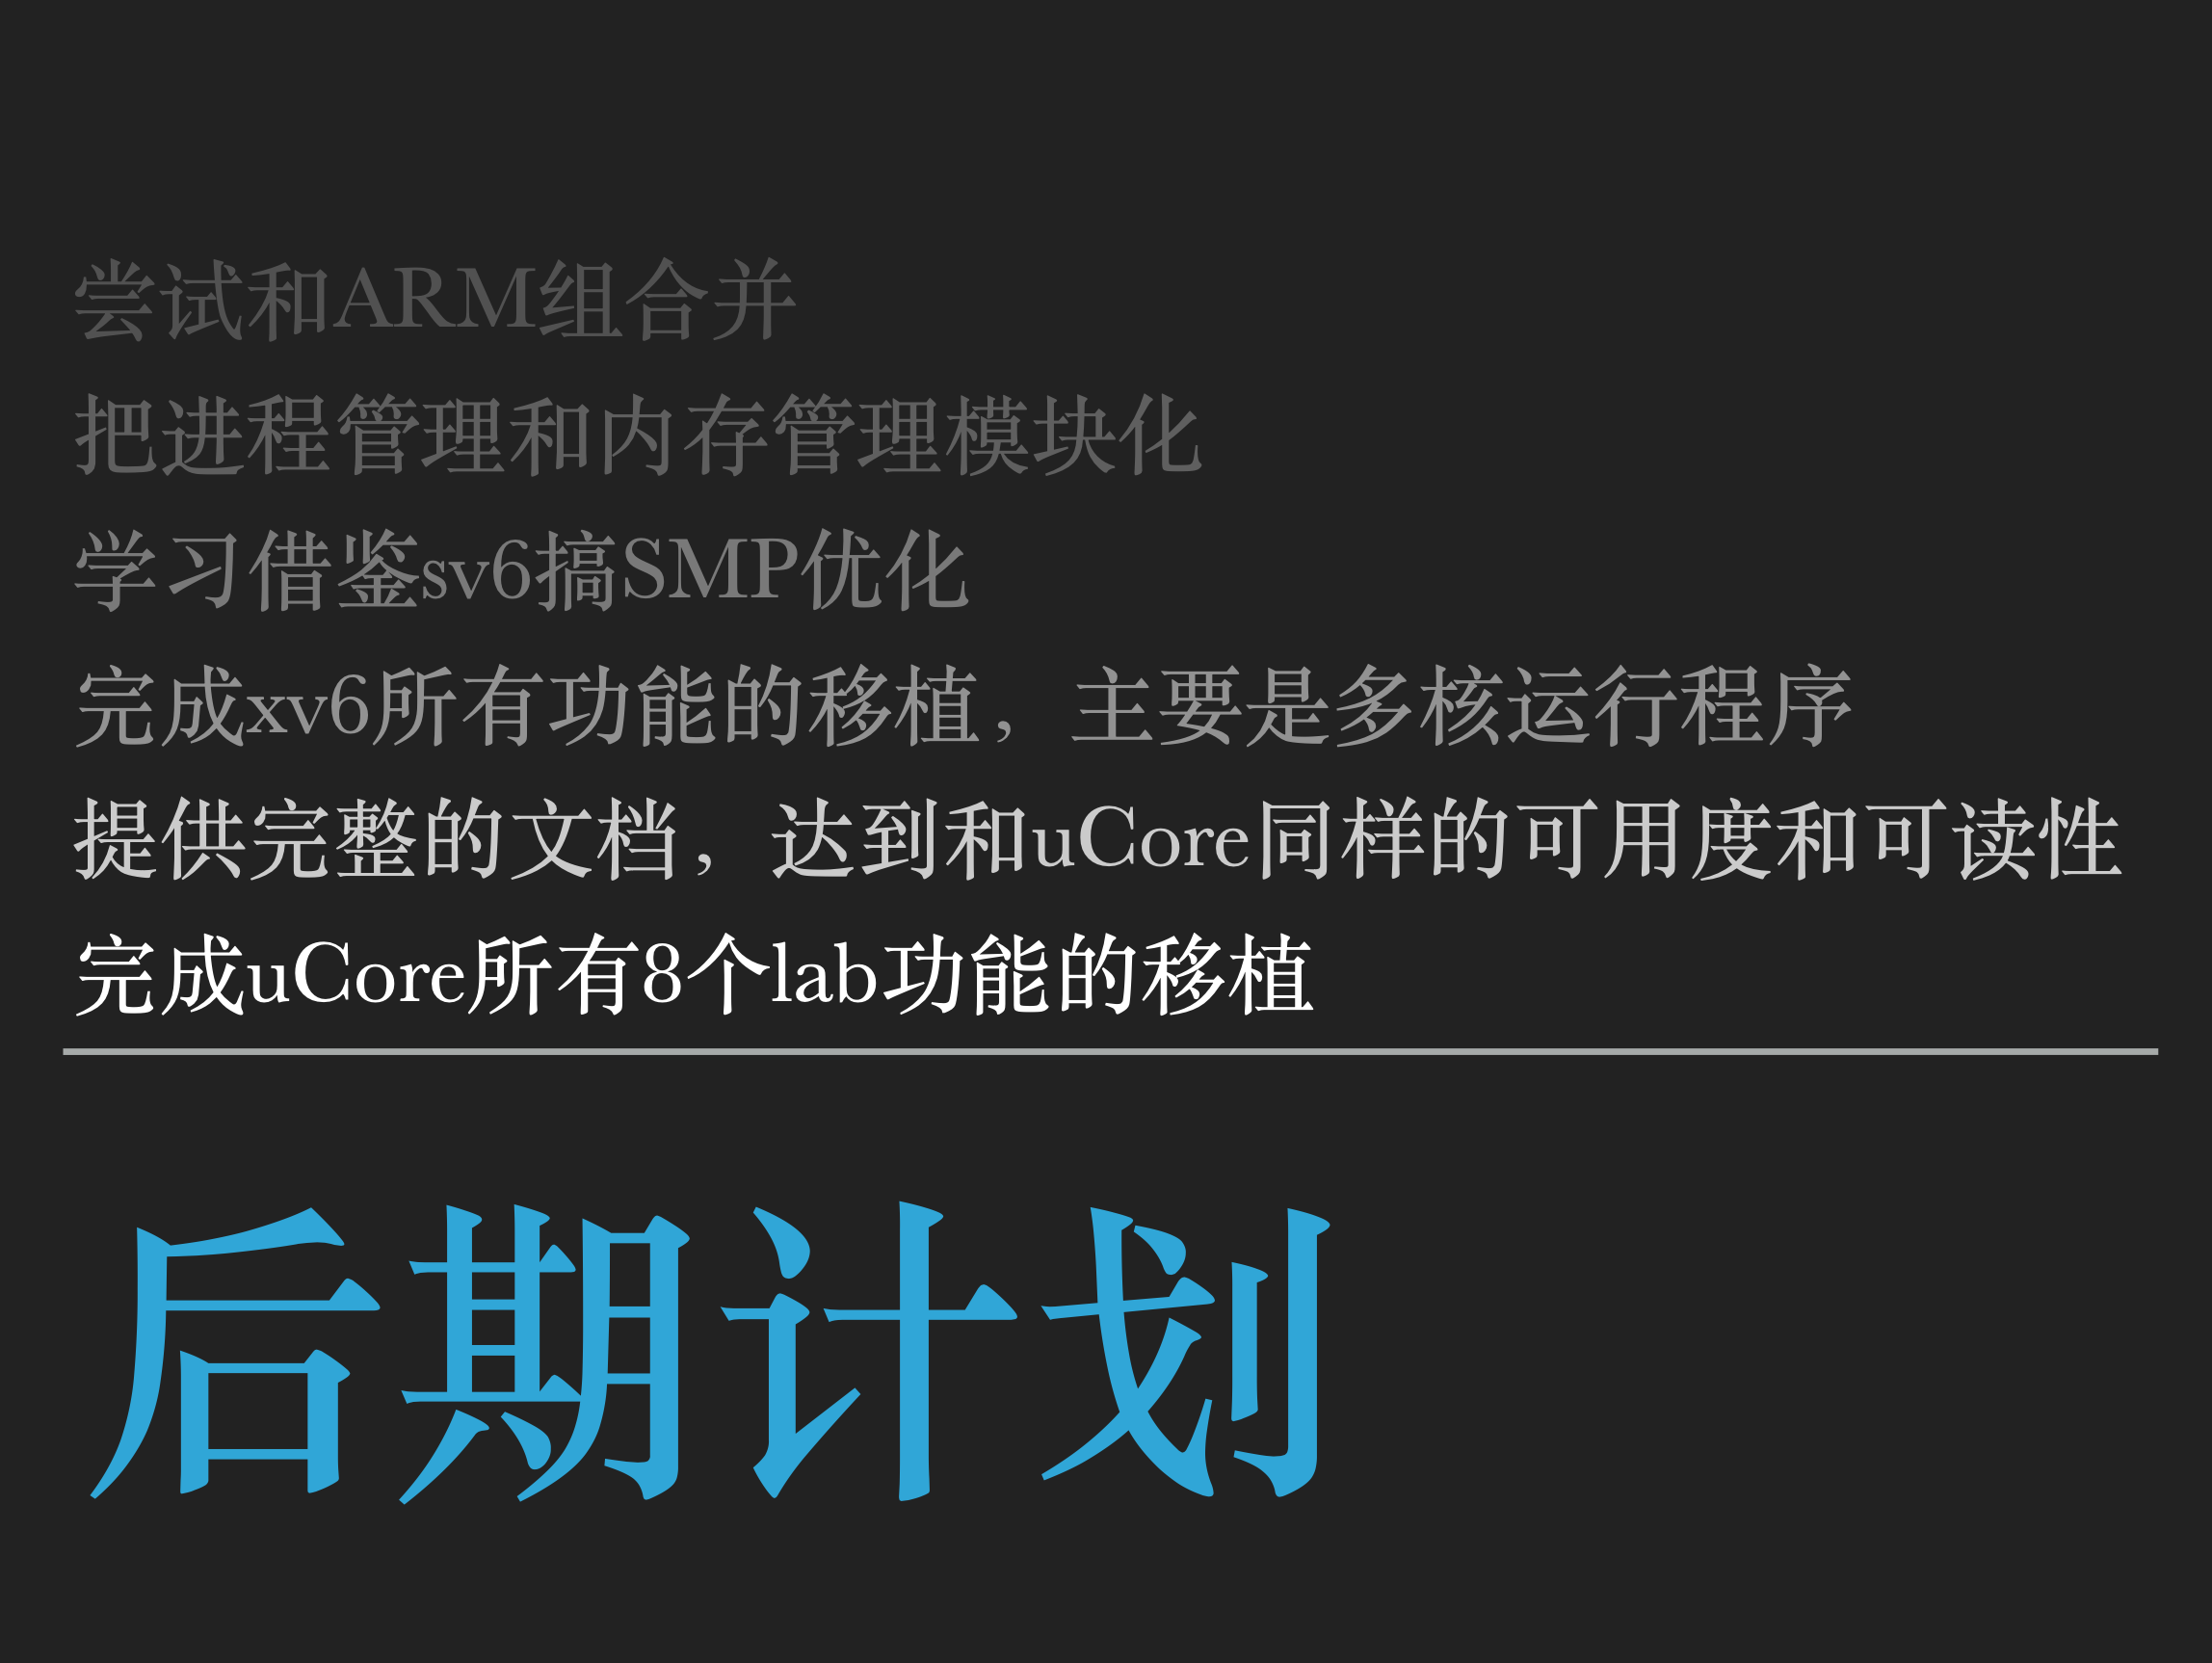 尝试和ARM组合并
把进程管理和内存管理模块化
学习借鉴sv6搞SMP优化
完成xv6所有功能的移植，主要是多核运行程序
提供完整的文档，达到和uCore同样的可用度和可读性
完成uCore所有8个lab功能的移植
后期计划